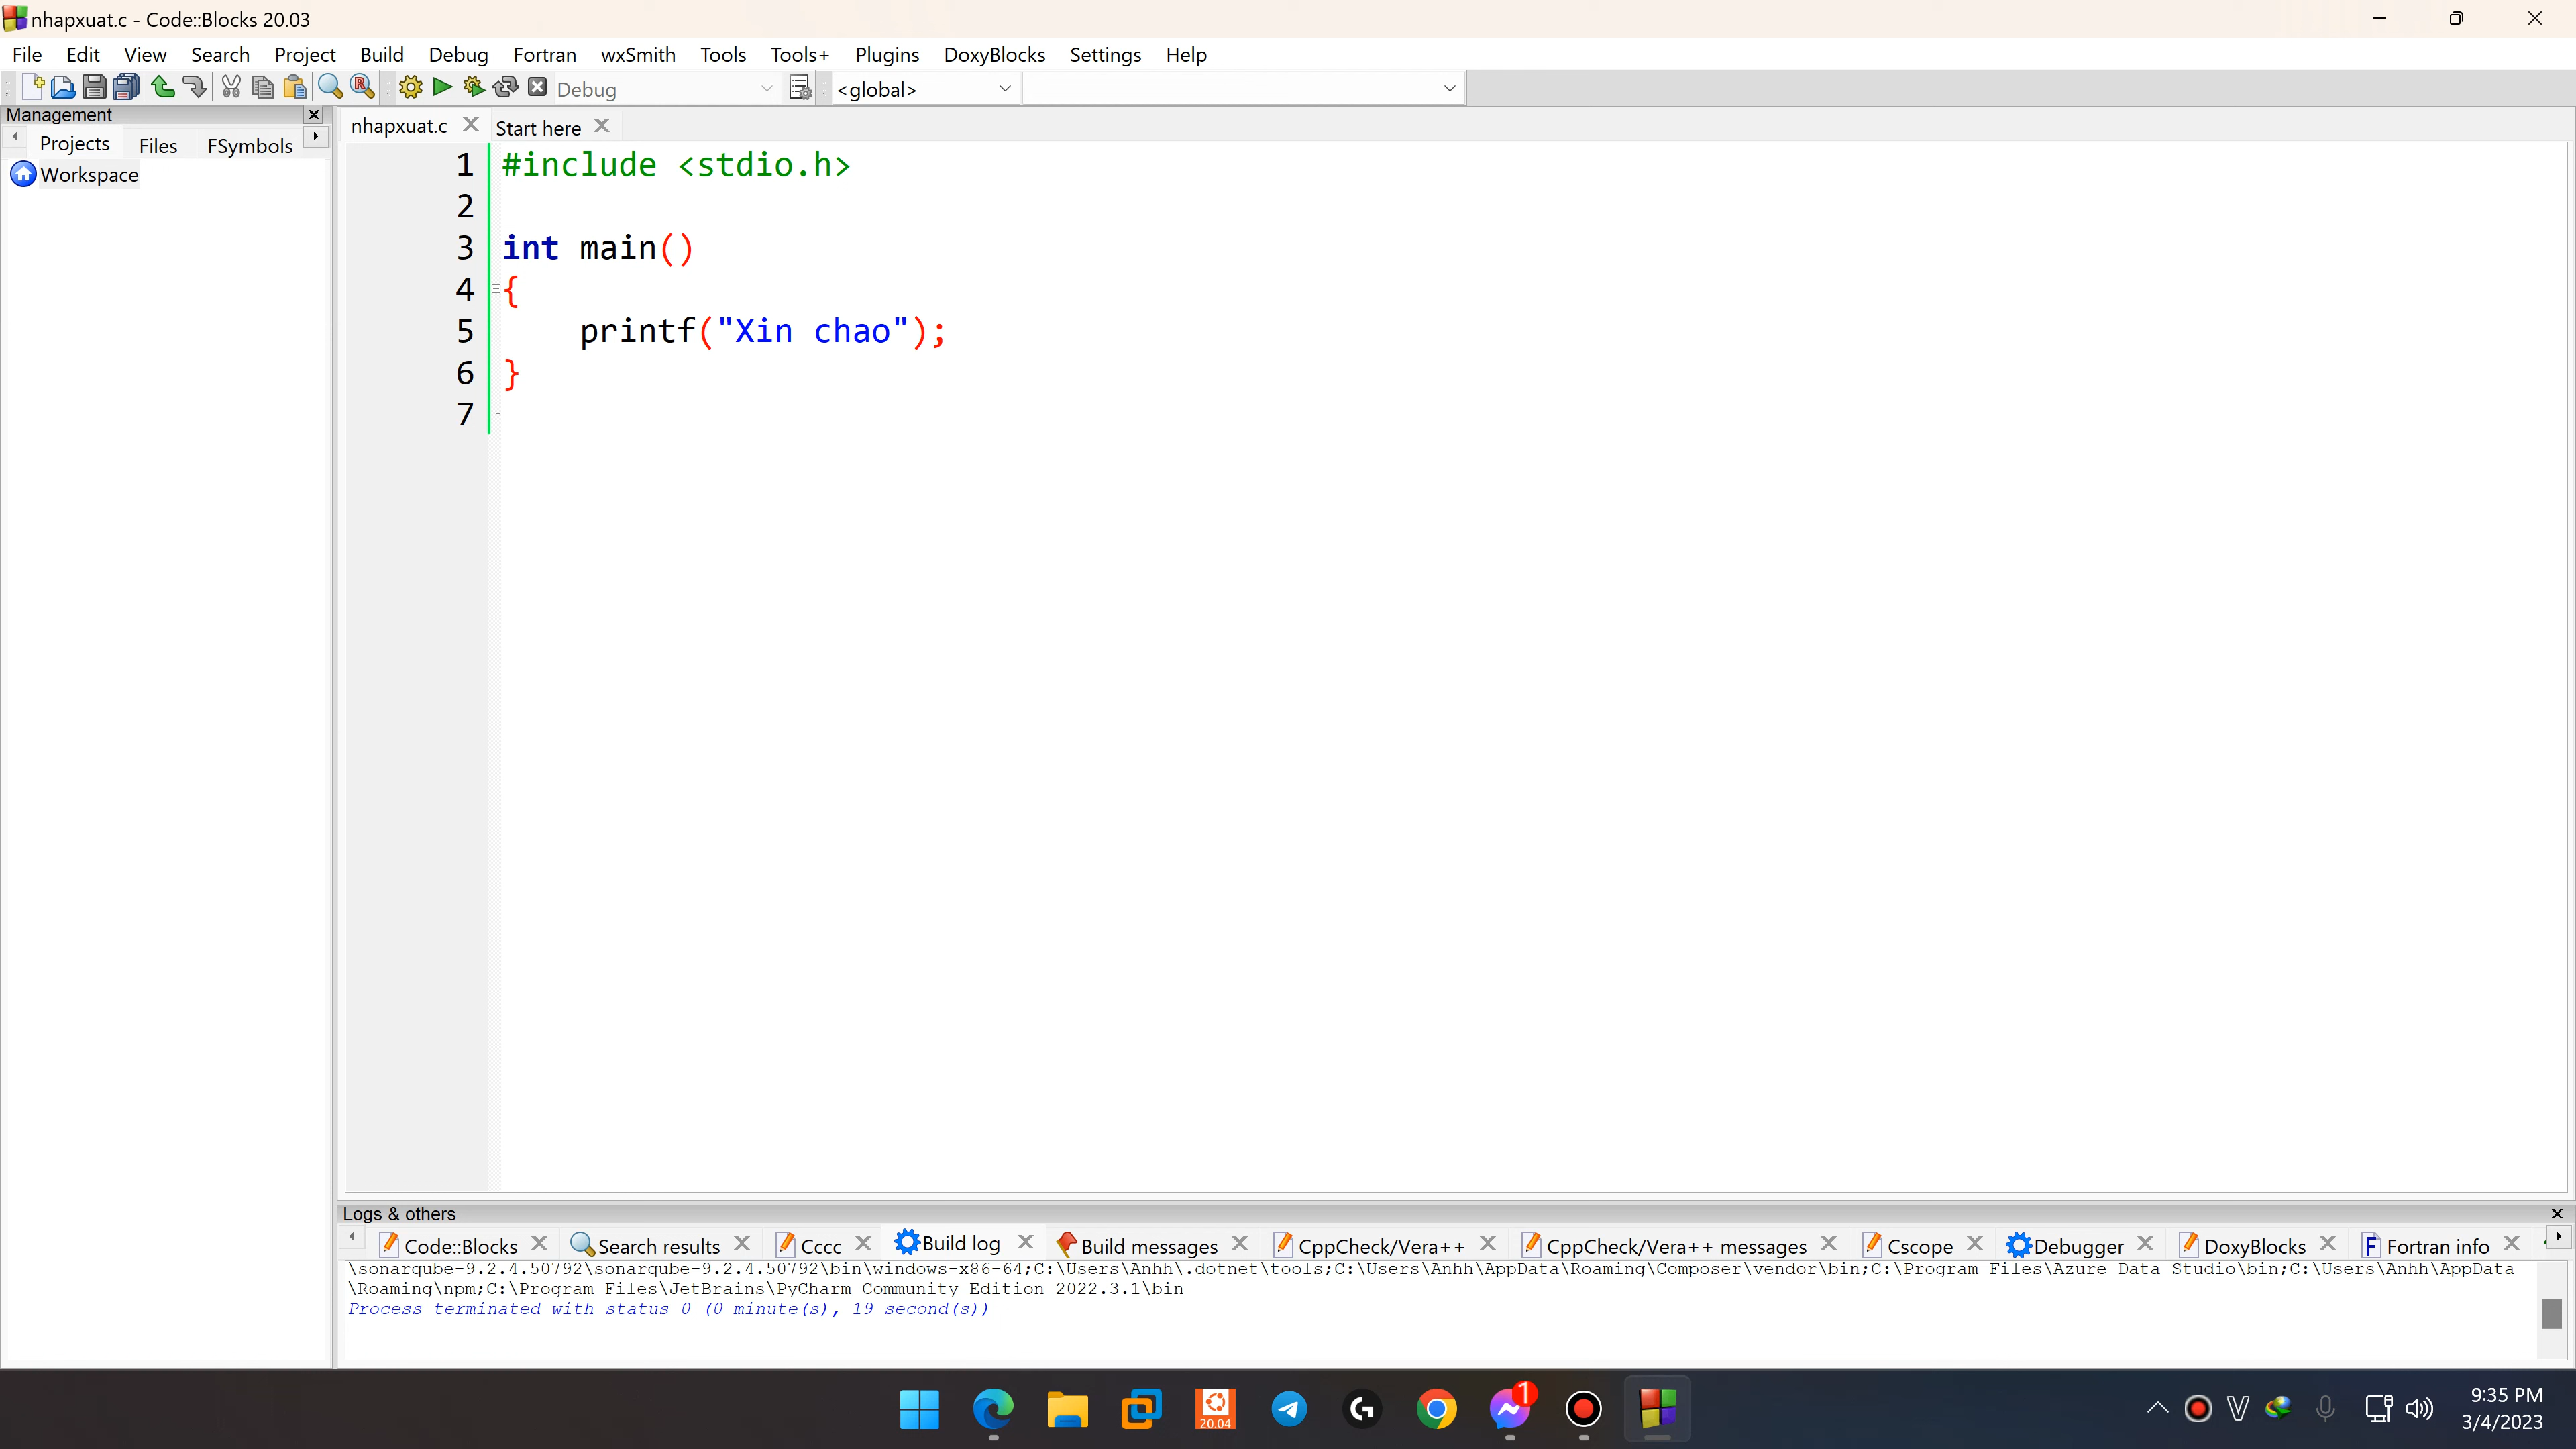 nhapxuat.c - Code::Blocks 20.03
File Edit View Search Project Build Debug Fortran wxSmith Tools Tools+ Plugins DoxyBlocks Settings Help
Debug <global>
Management
Projects Files FSymbols
Workspace
nhapxuat.c Start here
1 #include <stdio.h>
2
3 int main()
4 {
5 printf("Xin chao");
6 }
7
Logs & others
Code::Blocks Search results Cccc Build log Build messages CppCheck/Vera++ CppCheck/Vera++ messages Cscope Debugger DoxyBlocks Fortran info
\sonarqube-9.2.4.50792\sonarqube-9.2.4.50792\bin\windows-x86-64;C:\Users\Anhh\.dotnet\tools;C:\Users\Anhh\AppData\Roaming\Composer\vendor\bin;C:\Program Files\Azure Data Studio\bin;C:\Users\Anhh\AppData
\Roaming\npm;C:\Program Files\JetBrains\PyCharm Community Edition 2022.3.1\bin
Process terminated with status 0 (0 minute(s), 19 second(s))
20.04
1
9:35 PM
3/4/2023